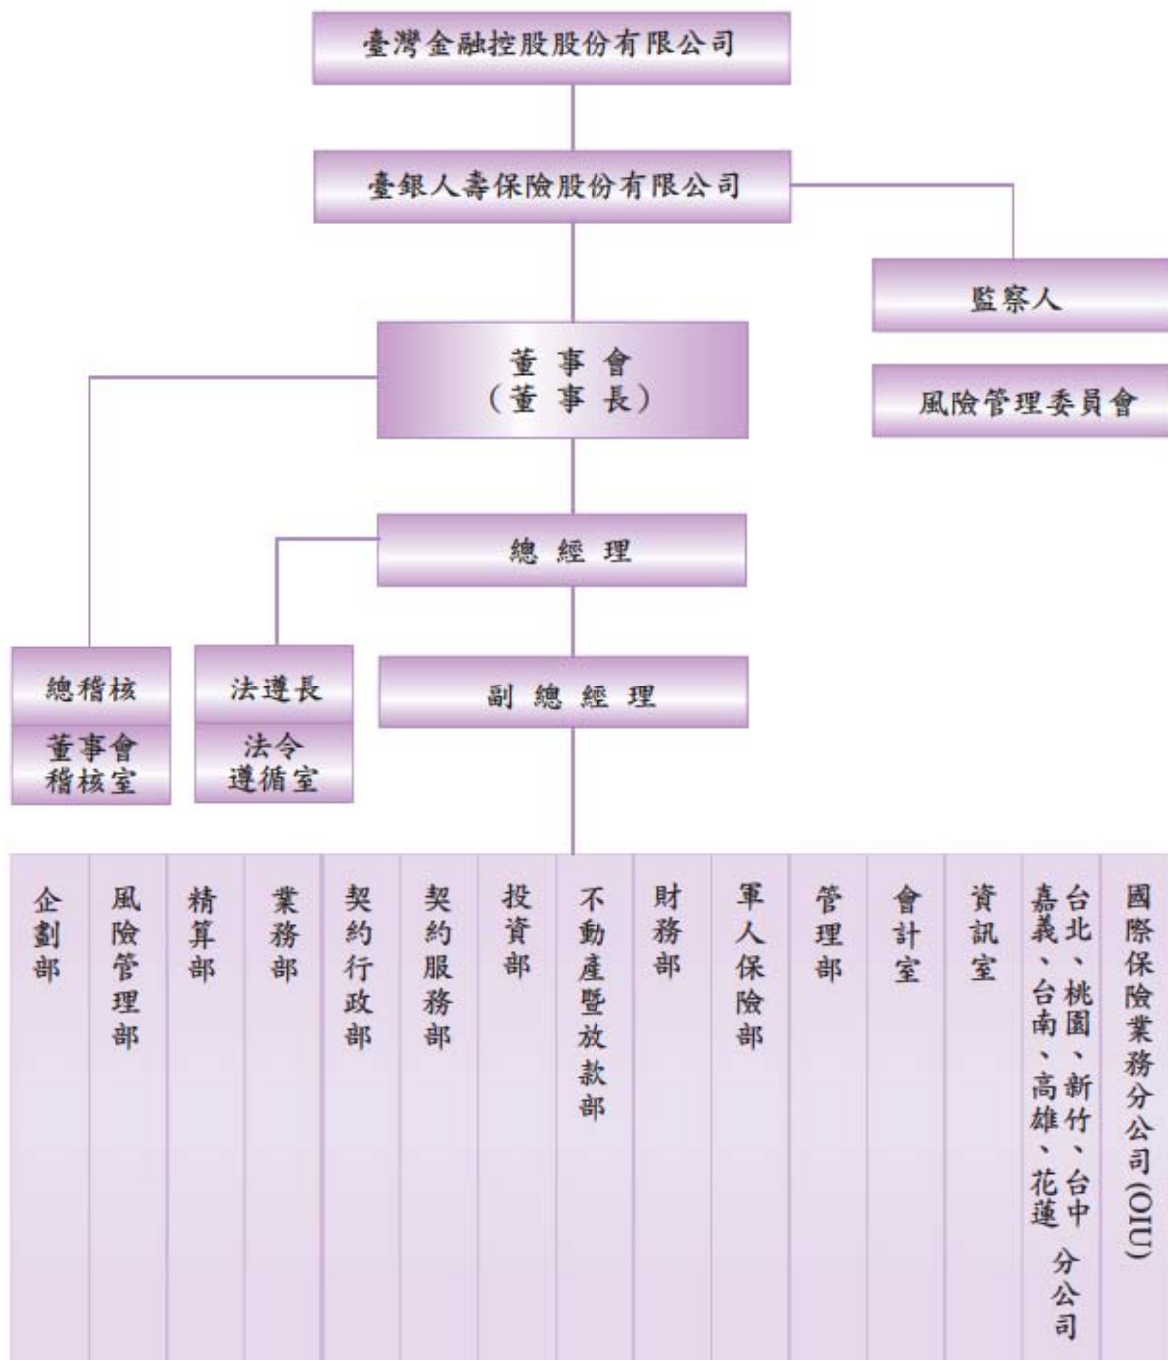 臺灣金融控股股份有限公司
臺銀人壽保險股份有限公司
監察人
董事會
(董事長)
風險管理委員會
總經理
總稽核
董事會
稽核室
法遵長
法令
遵循室
副總經理
企劃部
風險管理部
精算部
業務部
契約行政部
契約服務部
投資部
不動產暨放款部
財務部
軍人保險部
管理部
會計室
資訊室
台北、桃園、新竹、台中
嘉義、台南、高雄、花蓮
分公司
國際保險業務分公司(OIU)